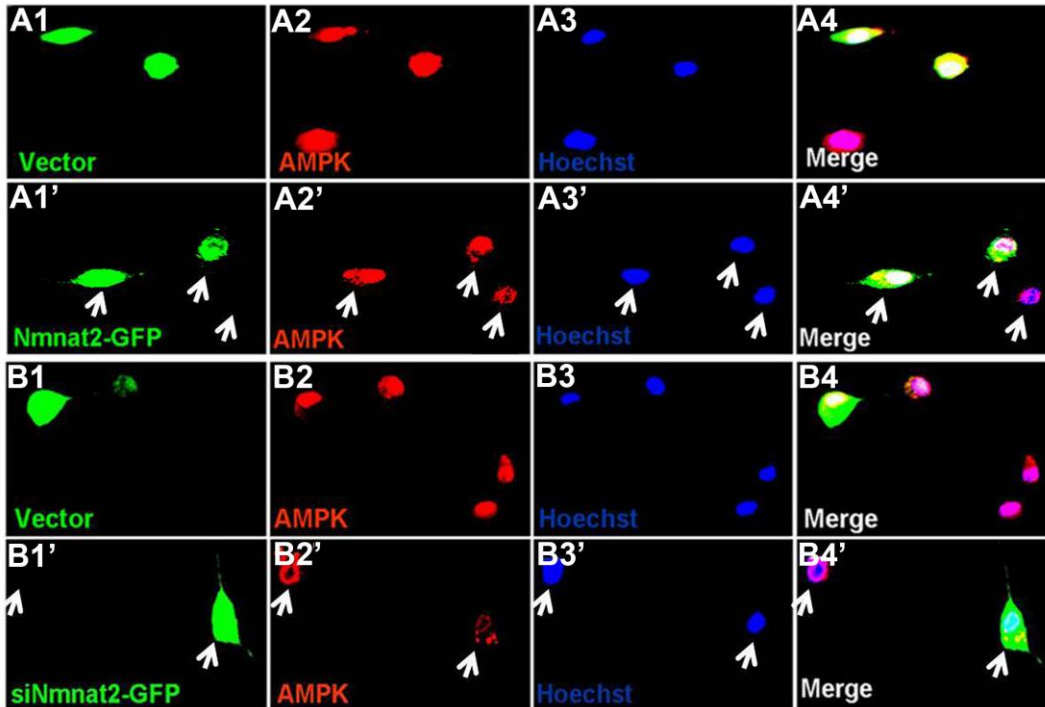 A1 A2 A3 A4
Vector AMPK Hoechst Merge
A1’ A2’ A3’ A4’
Nmnat2-GFP AMPK Hoechst Merge
B1 B2 B3 B4
Vector AMPK Hoechst Merge
B1’ B2’ B3’ B4’
siNmnat2-GFP AMPK Hoechst Merge